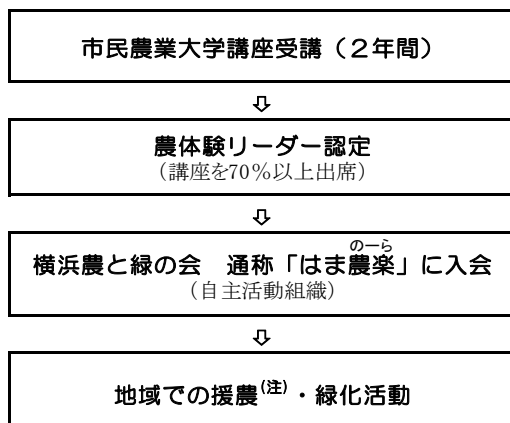 市民農業大学講座受講（２年間）
⇩
農体験リーダー認定
（講座を70％以上出席）
⇩
のーら
横浜農と緑の会　通称「はま農楽」に入会
（自主活動組織）
⇩
地域での援農(注)・緑化活動